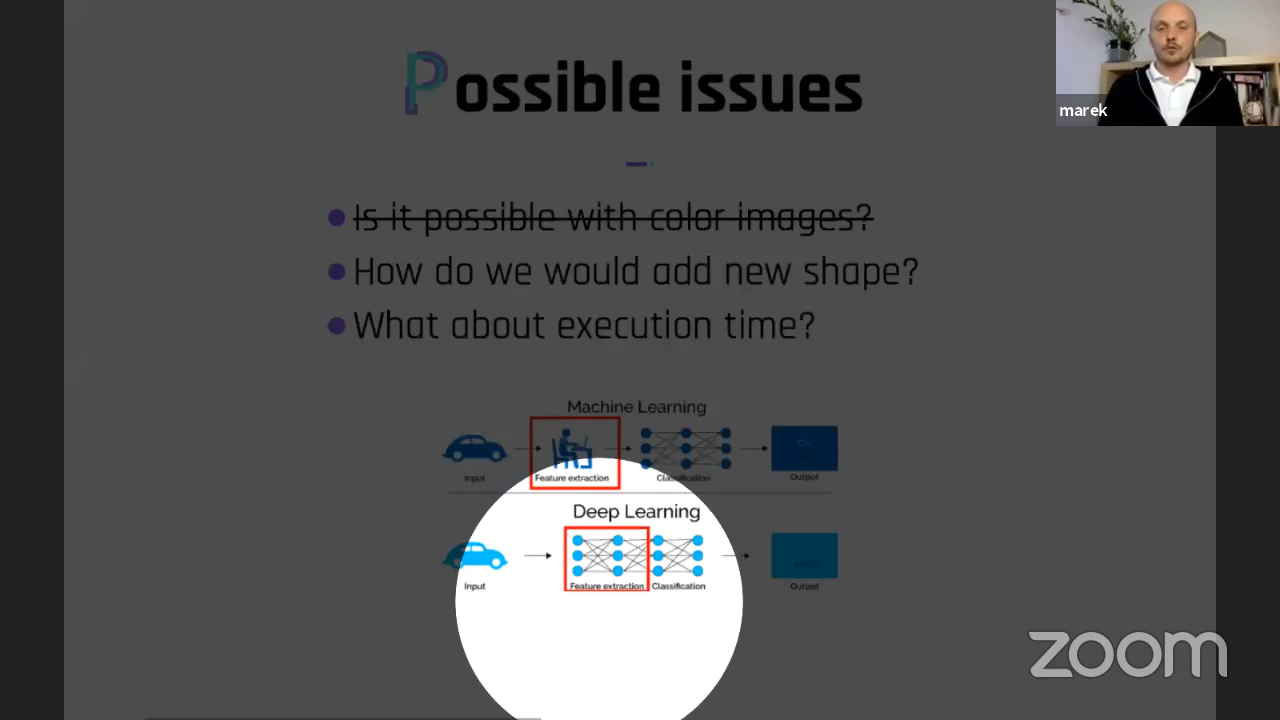 Possible issues
marek
Is it possible with color images?
How do we would add new shape?
What about execution time?
Machine Learning
Input
Feature extraction
Classification
Output
Deep Learning
Input
Feature extraction
Classification
Output
zoom